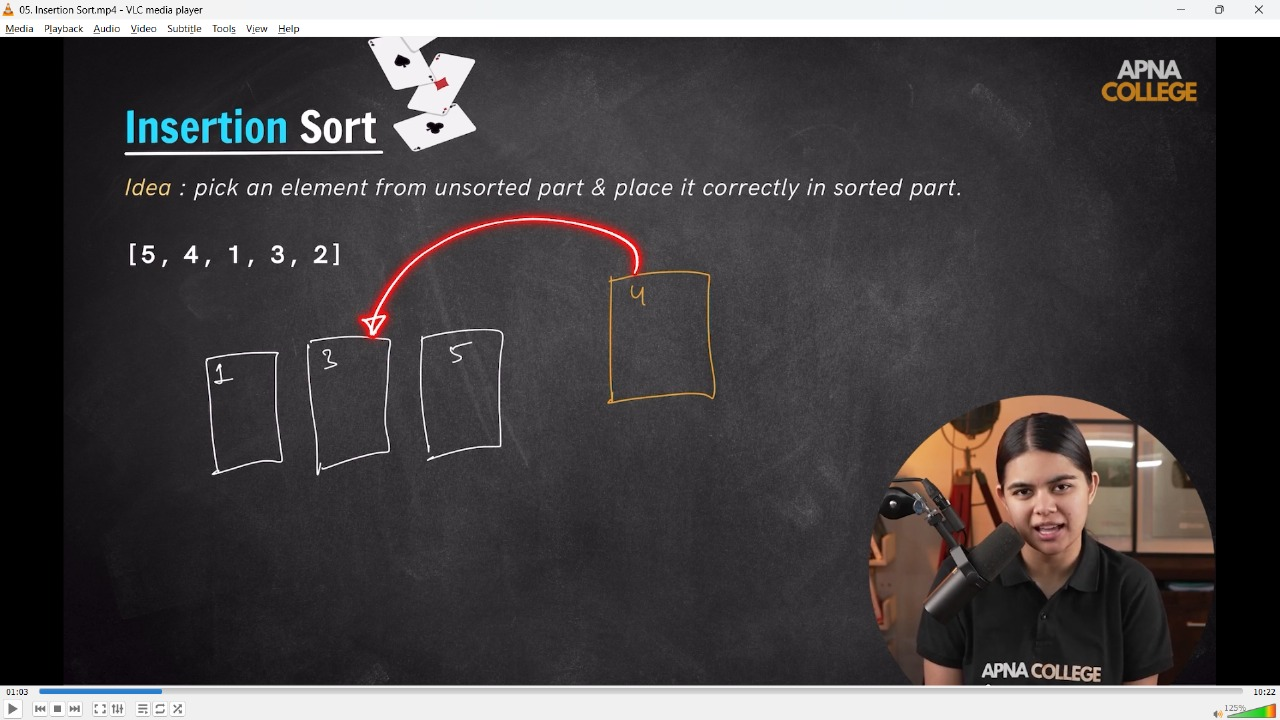 05. Insertion Sort.mp4 - VLC media player
Media Playback Audio Video Subtitle Tools View Help
APNA
COLLEGE
Insertion Sort
Idea : pick an element from unsorted part & place it correctly in sorted part.
[5, 4, 1, 3, 2]
4
1
3
5
APNA COLLEGE
01:03
10:22
125%